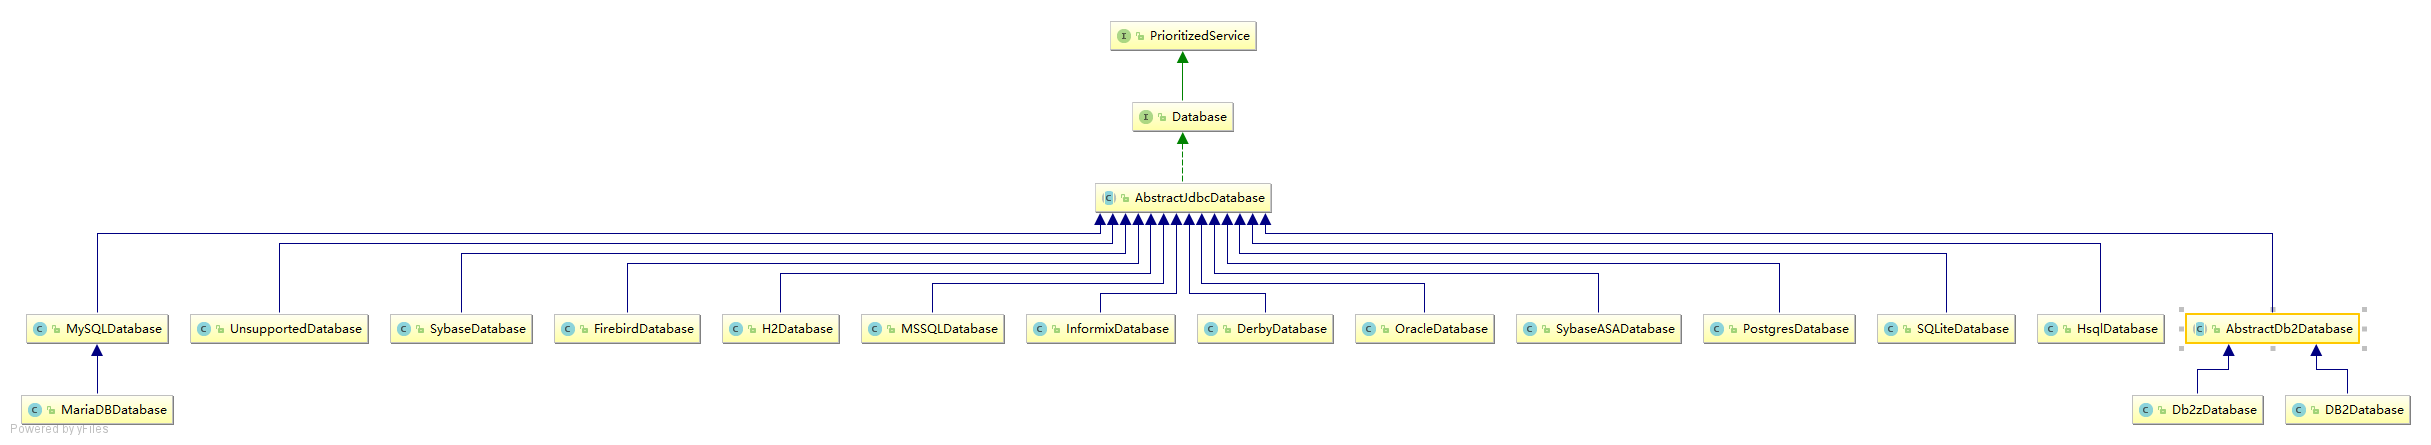 PrioritizedService
Database
AbstractJdbcDatabase
MySQLDatabase
UnsupportedDatabase
SybaseDatabase
FirebirdDatabase
H2Database
MSSQLDatabase
InformixDatabase
DerbyDatabase
OracleDatabase
SybaseASADatabase
PostgresDatabase
SQLiteDatabase
HsqlDatabase
AbstractDb2Database
MariaDBDatabase
Db2zDatabase
DB2Database
Powered by yFiles